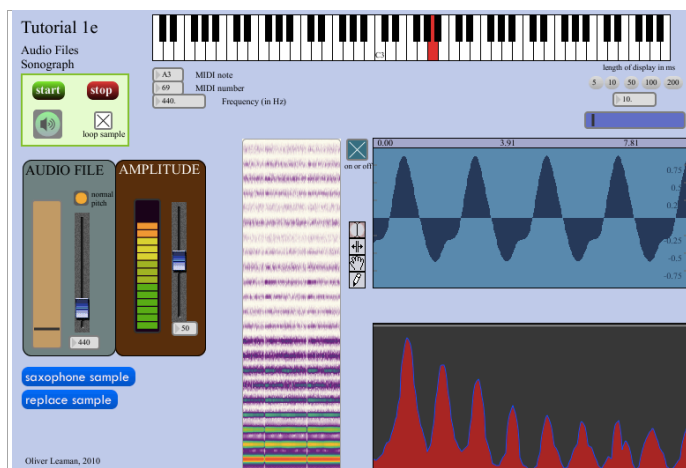 Tutorial 1e
Audio Files
Sonograph
start
stop
loop sample
C3
A3
MIDI note
69
MIDI number
440.
Frequency (in Hz)
length of display in ms
5 10 50 100 200
10.
AUDIO FILE
normal
pitch
440
AMPLITUDE
50
on or off
0.00 3.91 7.81
0.75
0.5
0.25
-0.25
-0.5
-0.75
saxophone sample
replace sample
Oliver Leaman, 2010